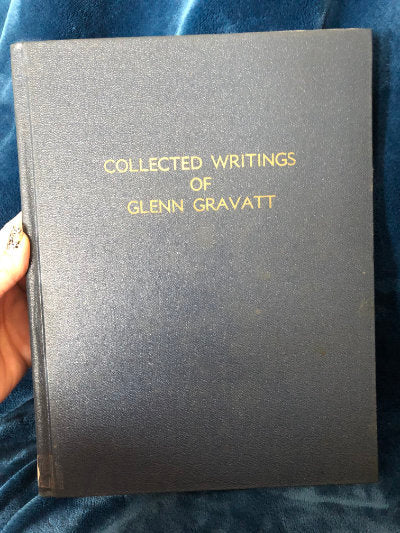 COLLECTED WRITINGS
OF
GLENN GRAVATT